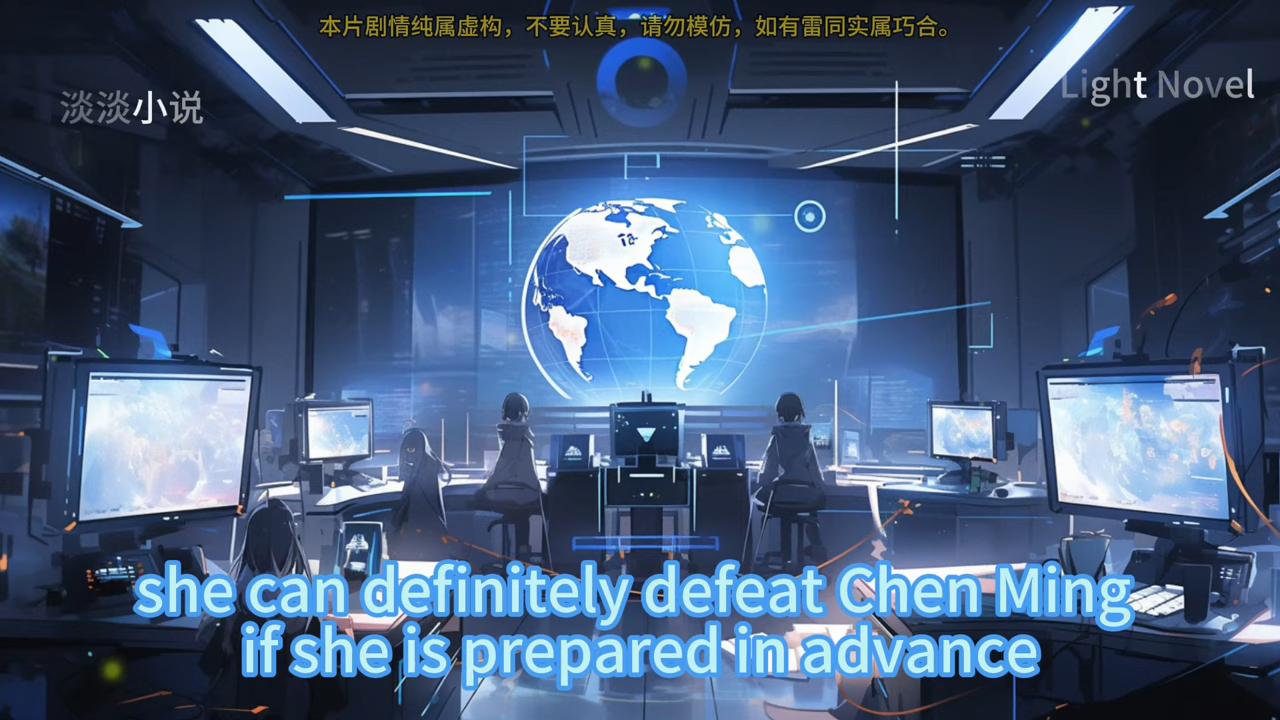 本片剧情纯属虚构，不要认真，请勿模仿，如有雷同实属巧合。
淡淡小说
Light Novel
she can definitely defeat Chen Ming
if she is prepared in advance